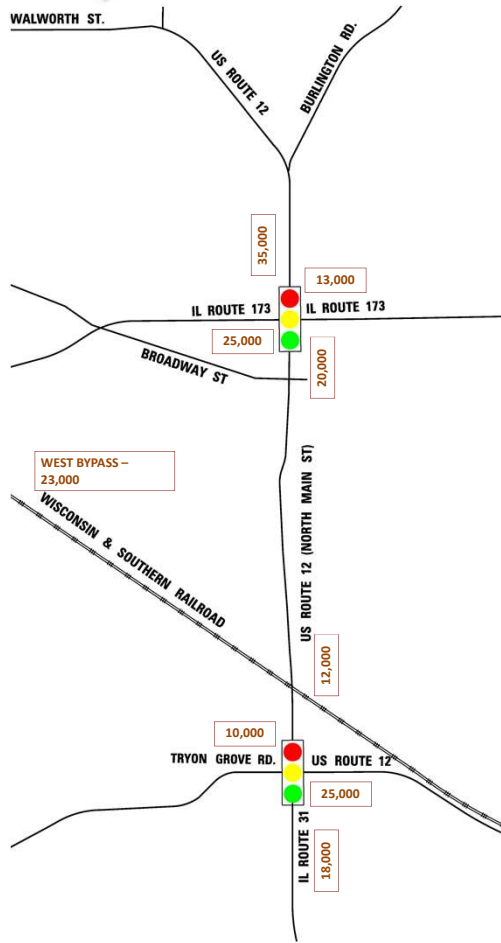 WALWORTH ST.
US ROUTE 12
BURLINGTON RD.
35,000
13,000
IL ROUTE 173
IL ROUTE 173
25,000
BROADWAY ST
20,000
WEST BYPASS –
23,000
WISCONSIN & SOUTHERN RAILROAD
US ROUTE 12 (NORTH MAIN ST)
12,000
10,000
TRYON GROVE RD.
US ROUTE 12
25,000
IL ROUTE 31
18,000